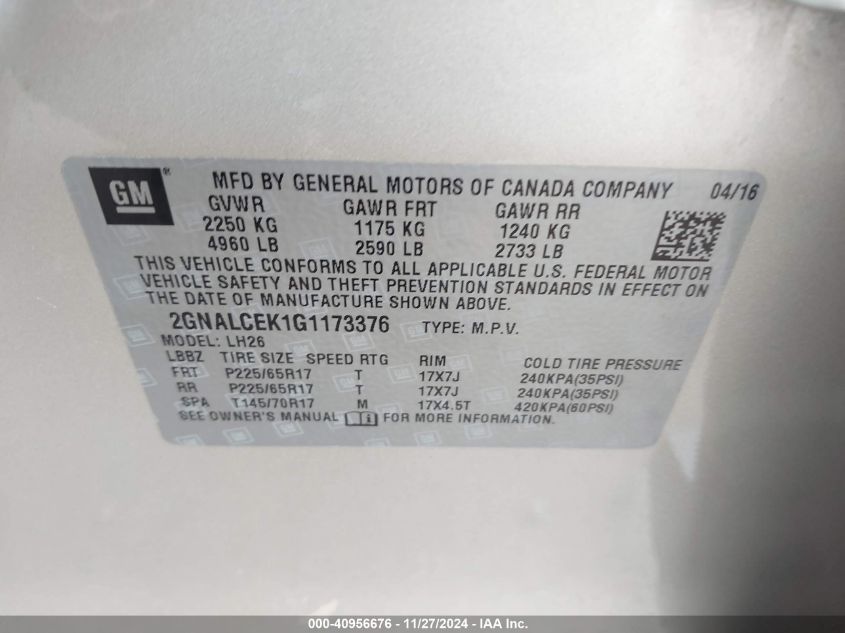 GM® MFD BY GENERAL MOTORS OF CANADA COMPANY 04/16
GVWR GAWR FRT GAWR RR
2250 KG 1175 KG 1240 KG
4960 LB 2590 LB 2733 LB
THIS VEHICLE CONFORMS TO ALL APPLICABLE U.S. FEDERAL MOTOR
VEHICLE SAFETY AND THEFT PREVENTION STANDARDS IN EFFECT ON
THE DATE OF MANUFACTURE SHOWN ABOVE.
2GNALCEK1G1173376 TYPE: M.P.V.
MODEL: LH26
LBBZ TIRE SIZE SPEED RTG RIM COLD TIRE PRESSURE
FRT P225/65R17 T 17X7J 240KPA(35PSI)
RR P225/65R17 T 17X7J 240KPA(35PSI)
SPA T145/70R17 M 17X4.5T 420KPA(60PSI)
SEE OWNER'S MANUAL FOR MORE INFORMATION.
000-40956676 - 11/27/2024 - IAA Inc.